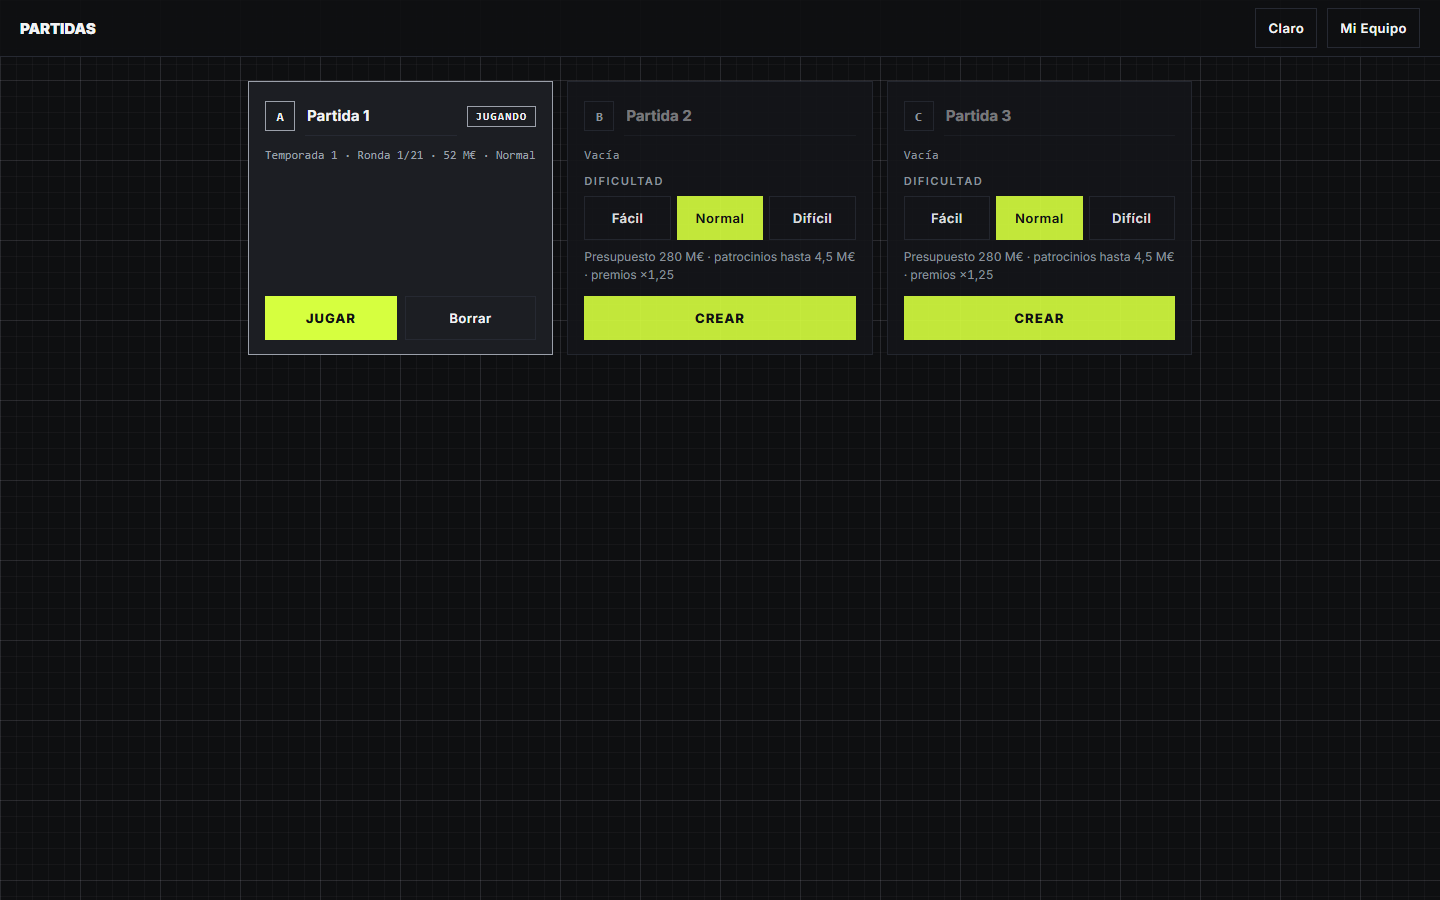 PARTIDAS
Claro
Mi Equipo
A
Partida 1
JUGANDO
Temporada 1 · Ronda 1/21 · 52 M€ · Normal
JUGAR
Borrar
B
Partida 2
Vacía
DIFICULTAD
Fácil
Normal
Difícil
Presupuesto 280 M€ · patrocinios hasta 4,5 M€
· premios ×1,25
CREAR
C
Partida 3
Vacía
DIFICULTAD
Fácil
Normal
Difícil
Presupuesto 280 M€ · patrocinios hasta 4,5 M€
· premios ×1,25
CREAR